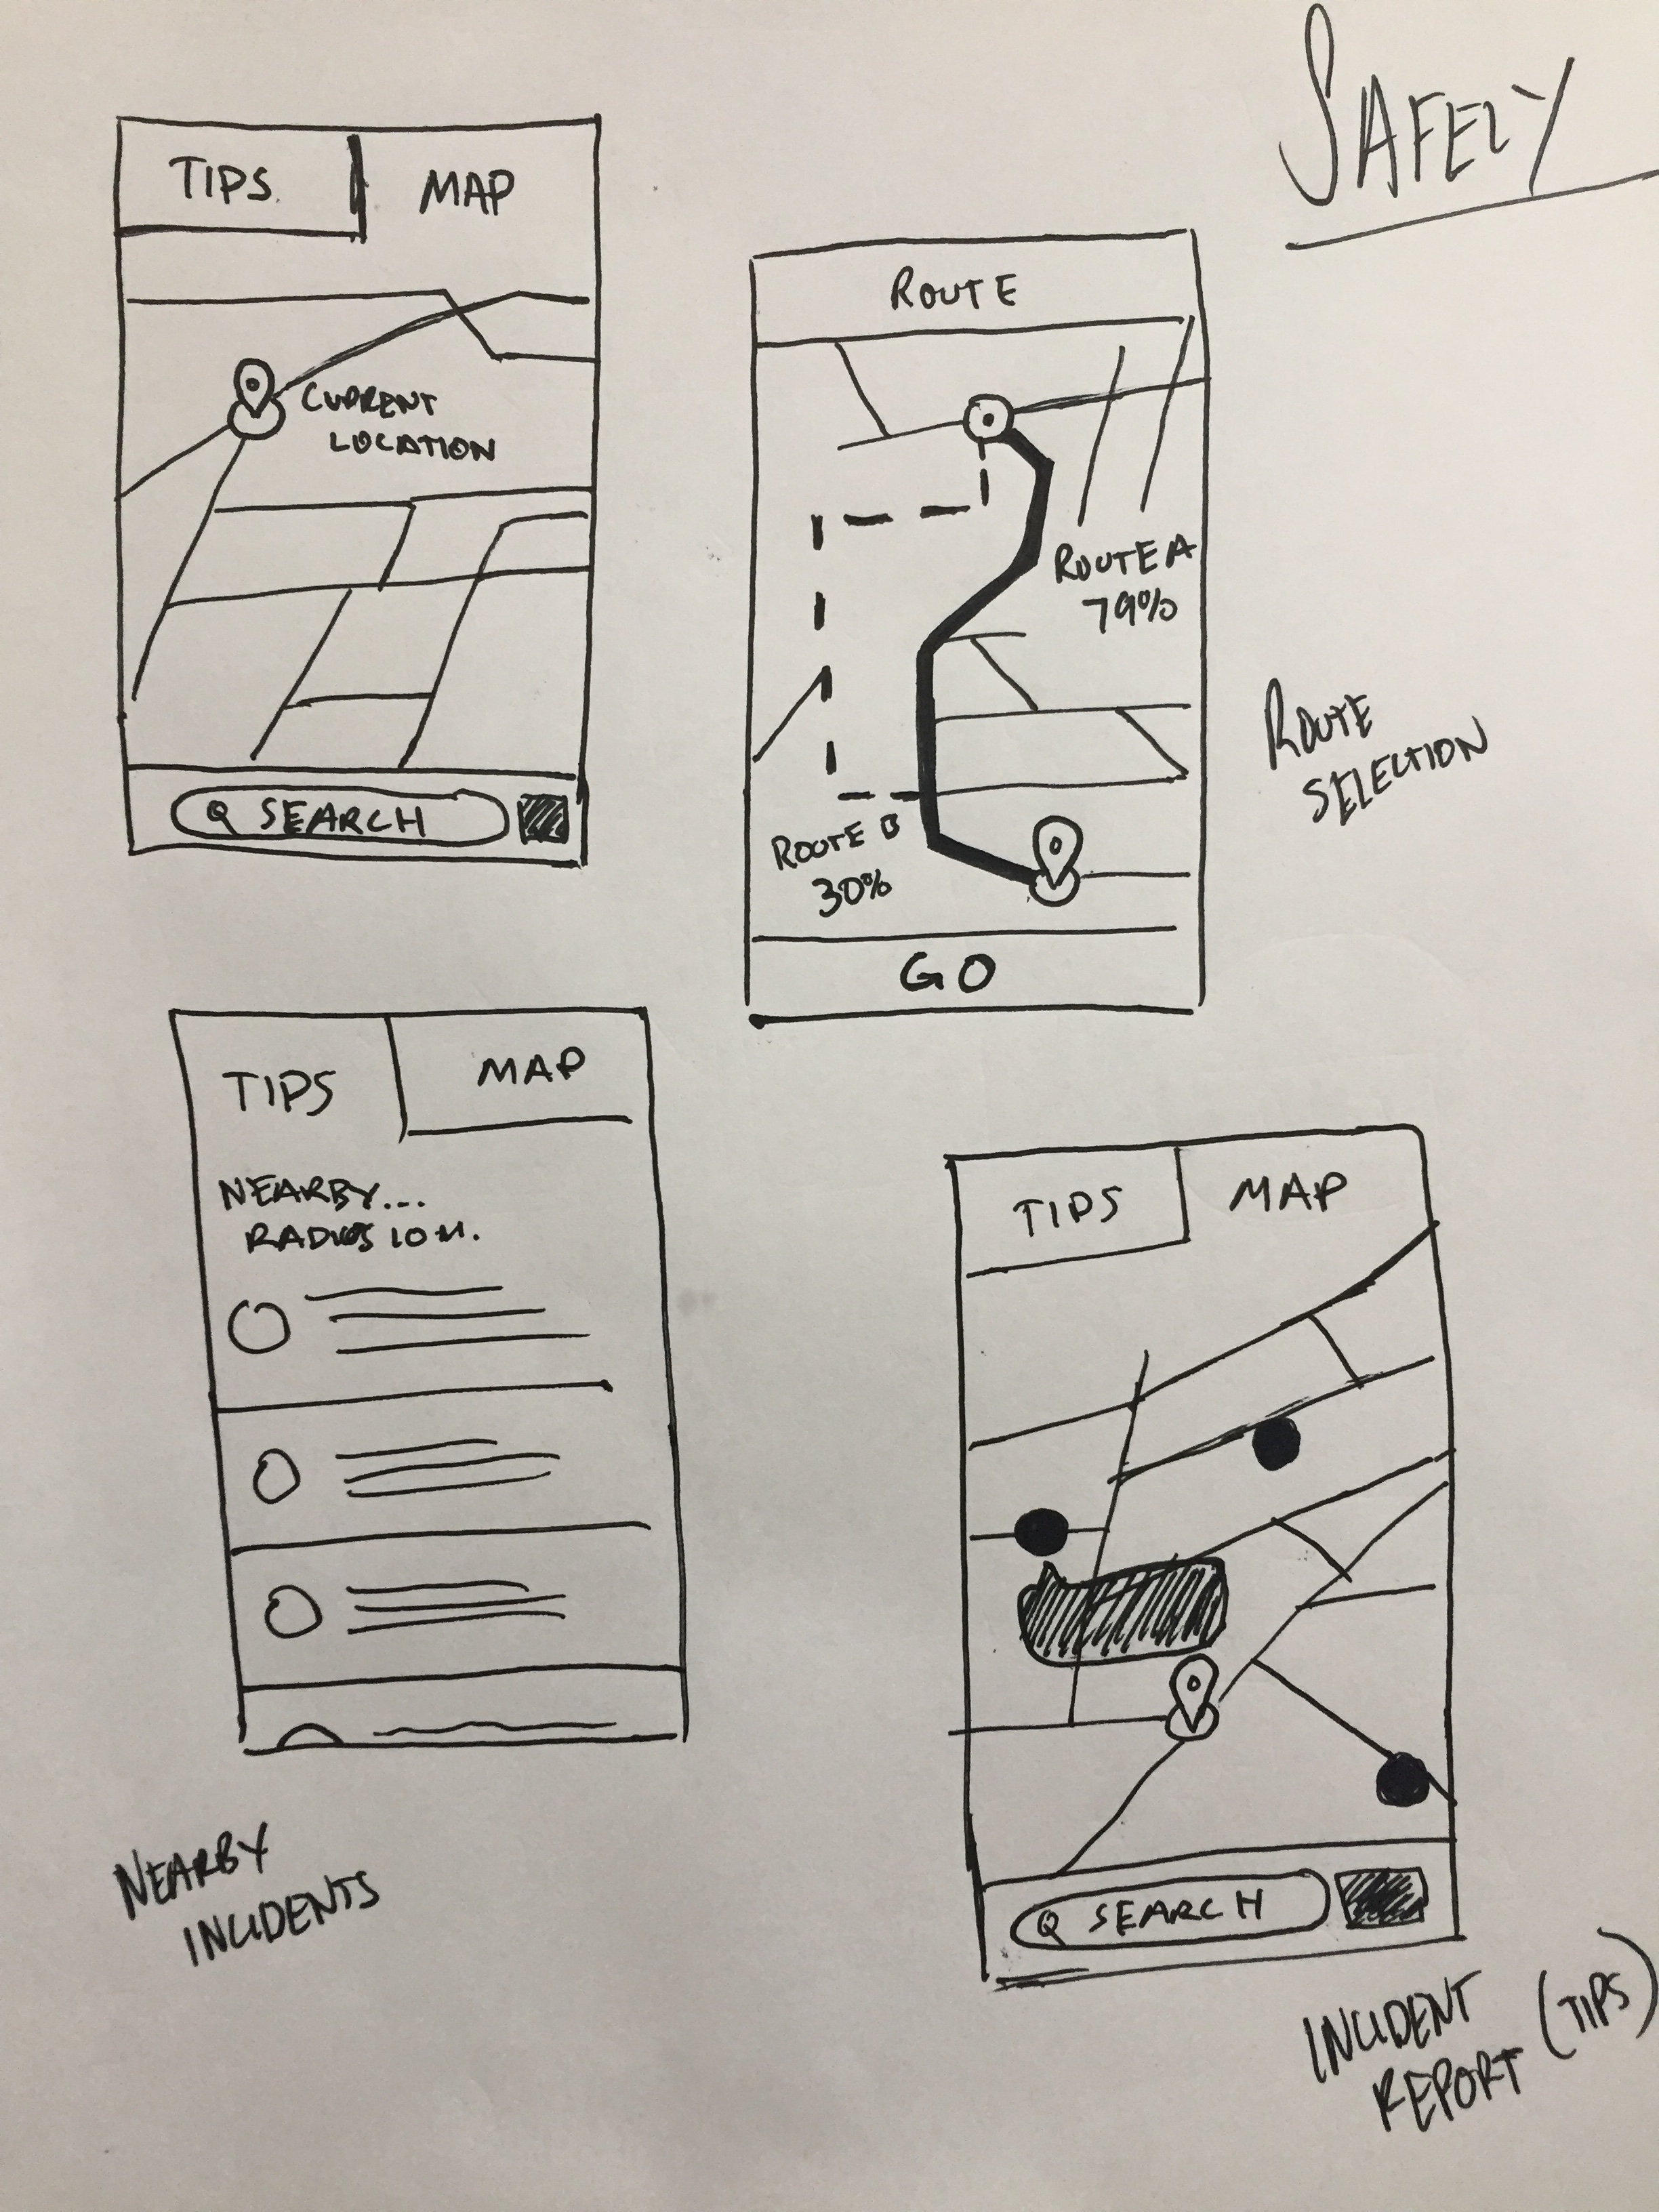 SAFELY
TIPS
MAP
CURRENT
LOCATION
SEARCH
ROUTE
ROUTE A
79%
ROUTE B
30%
GO
ROUTE
SELECTION
TIPS
MAP
NEARBY...
RADIUS 10 M.
NEARBY
INCIDENTS
TIPS
MAP
SEARCH
INCIDENT
REPORT (TIPS)